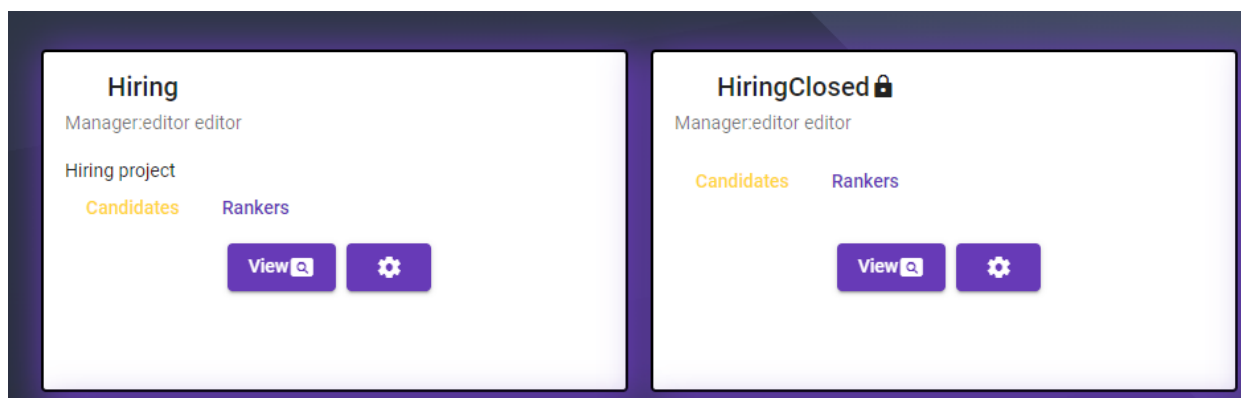 Hiring
Manager:editor editor
Hiring project
Candidates Rankers
View
HiringClosed
Manager:editor editor
Candidates Rankers
View